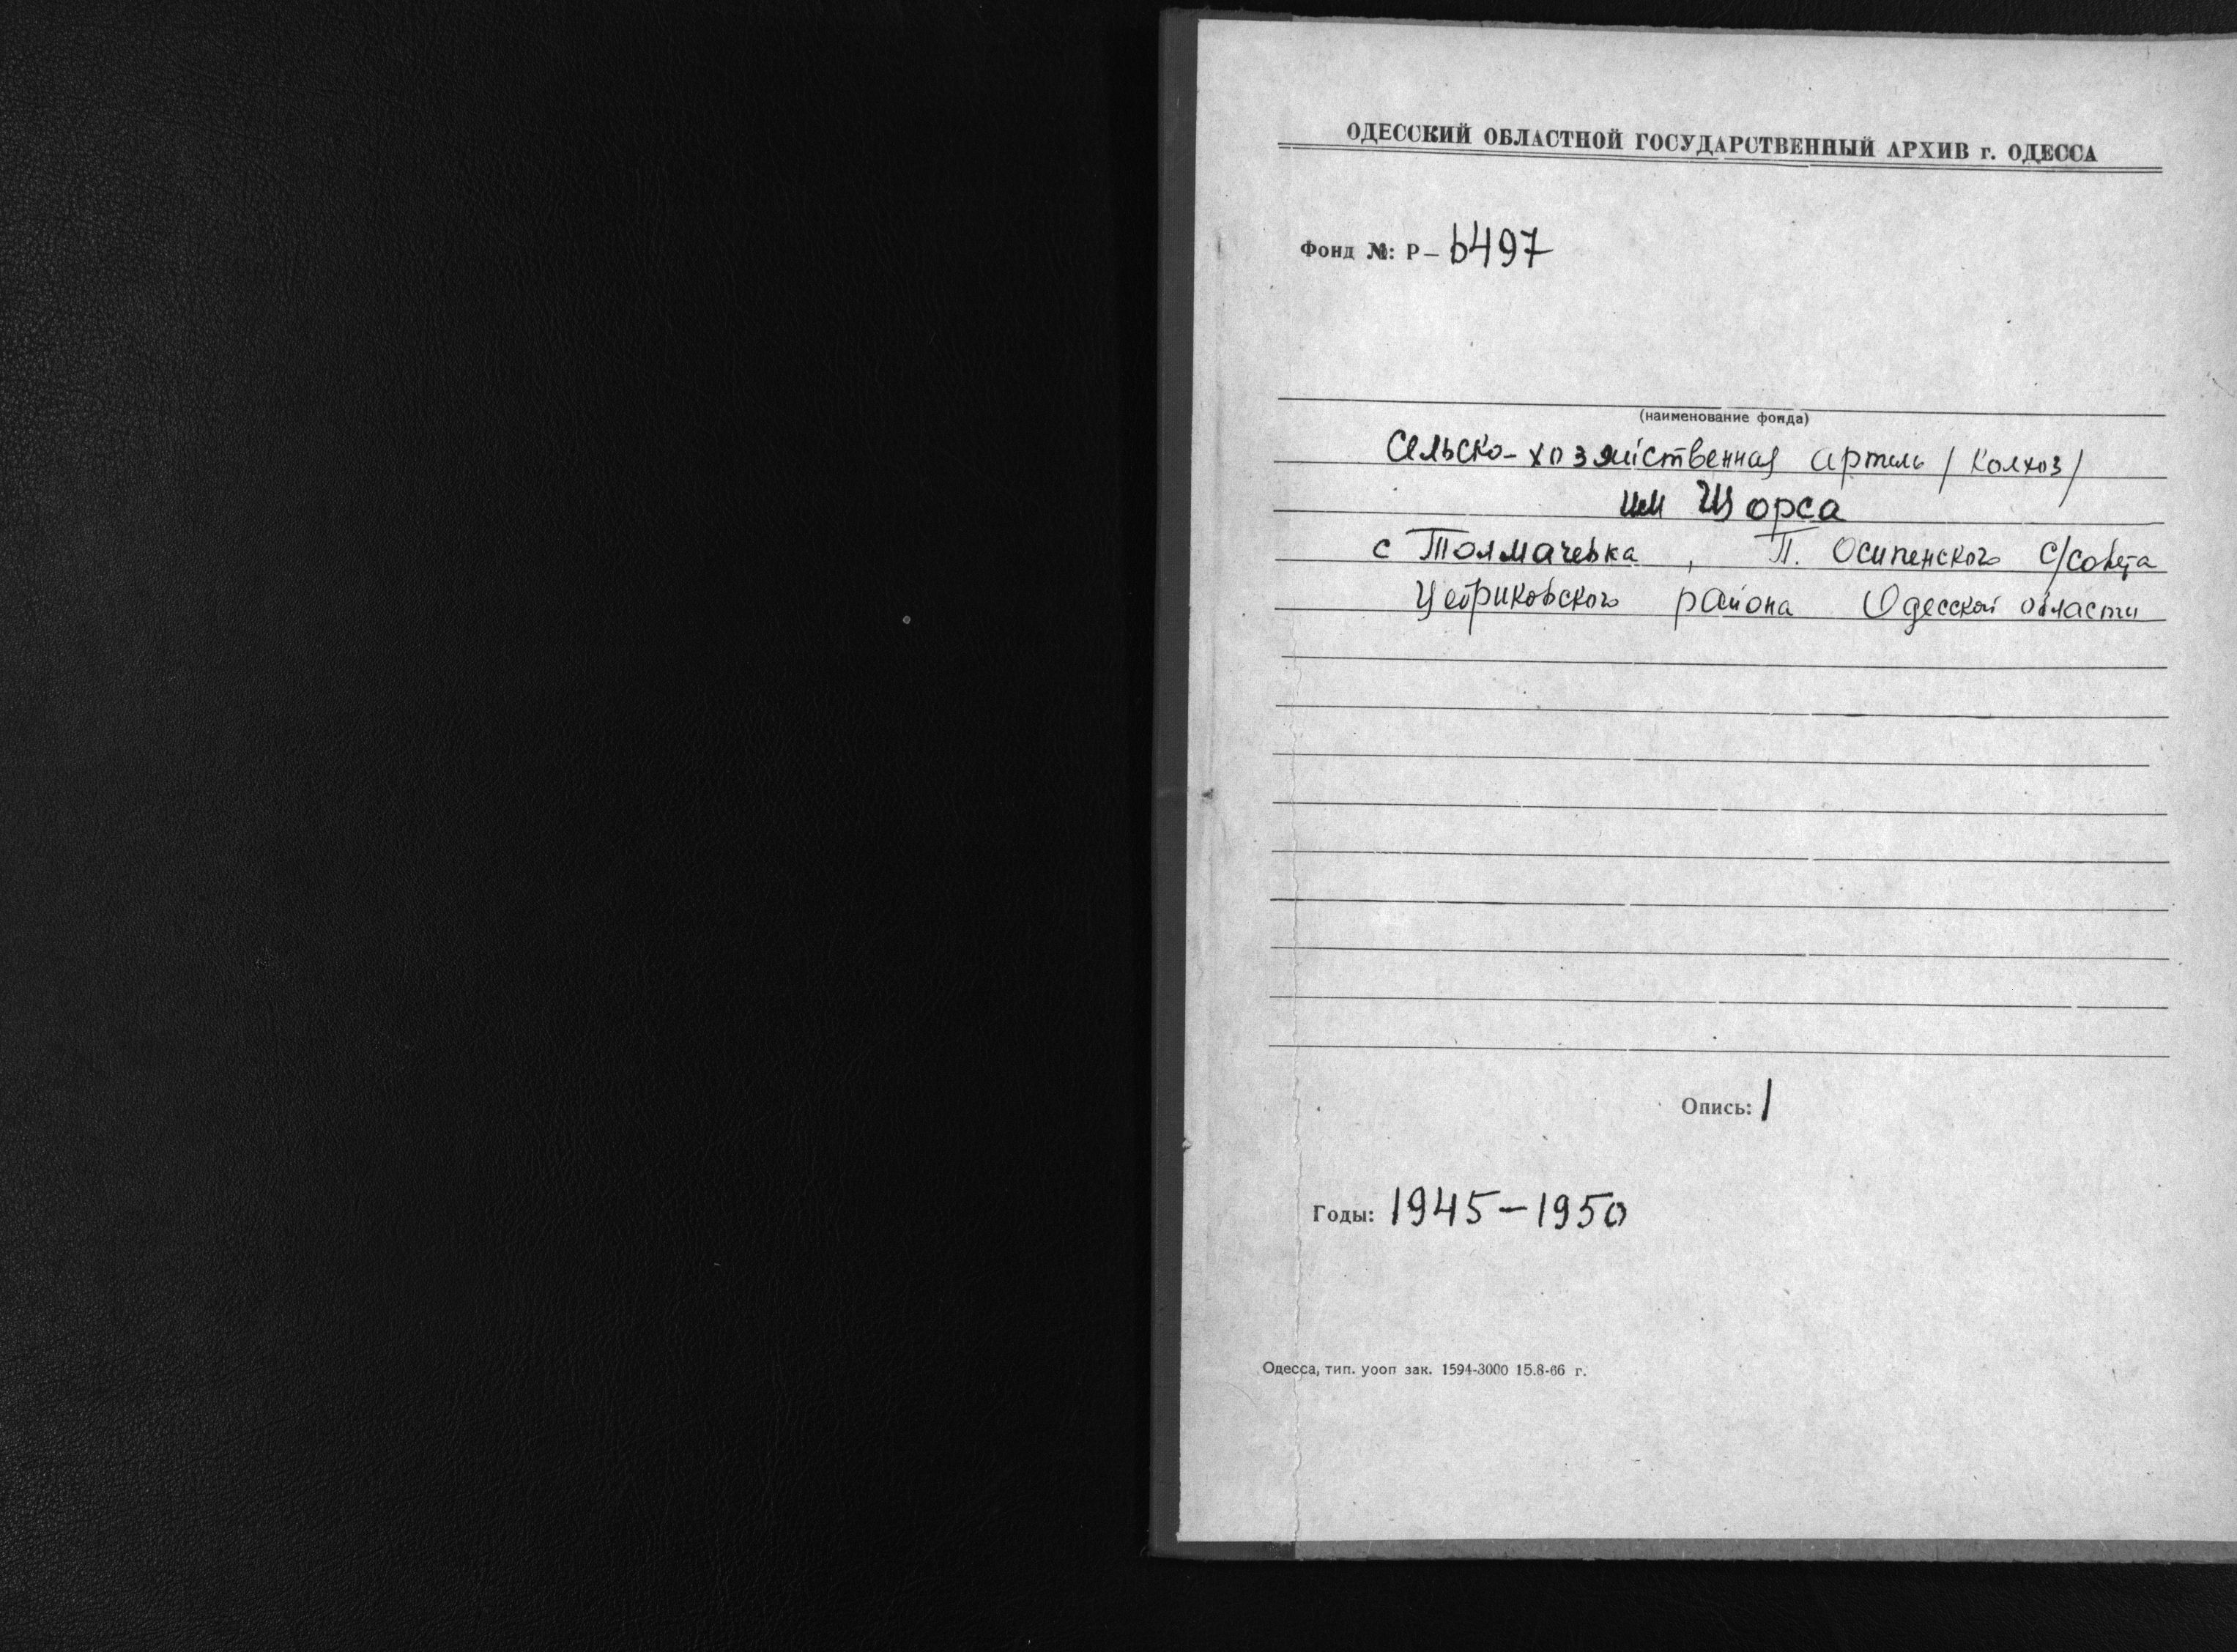 ОДЕССКИЙ ОБЛАСТНОЙ ГОСУДАРСТВЕННЫЙ АРХИВ г. ОДЕССА
Фонд №: Р— 6497
(наименование фонда)
Сельско-хозяйственная артель /колхоз/
им Щорса
с Толмачевка, П. Осипенского с/совета
Цебриковского района Одесской области
Опись: 1
Годы: 1945–1950
Одесса, тип. уооп зак. 1594-3000 15.8-66 г.